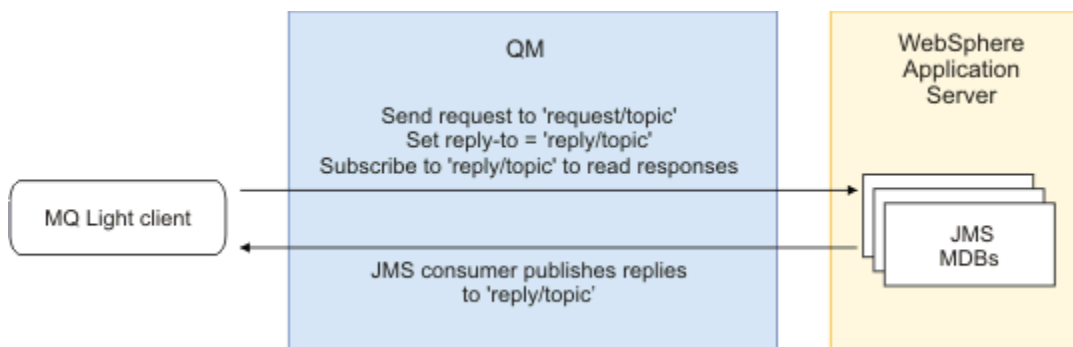 QM
WebSphere
Application
Server
Send request to 'request/topic'
Set reply-to = 'reply/topic'
Subscribe to 'reply/topic' to read responses
MQ Light client
JMS
MDBs
JMS consumer publishes replies
to 'reply/topic'